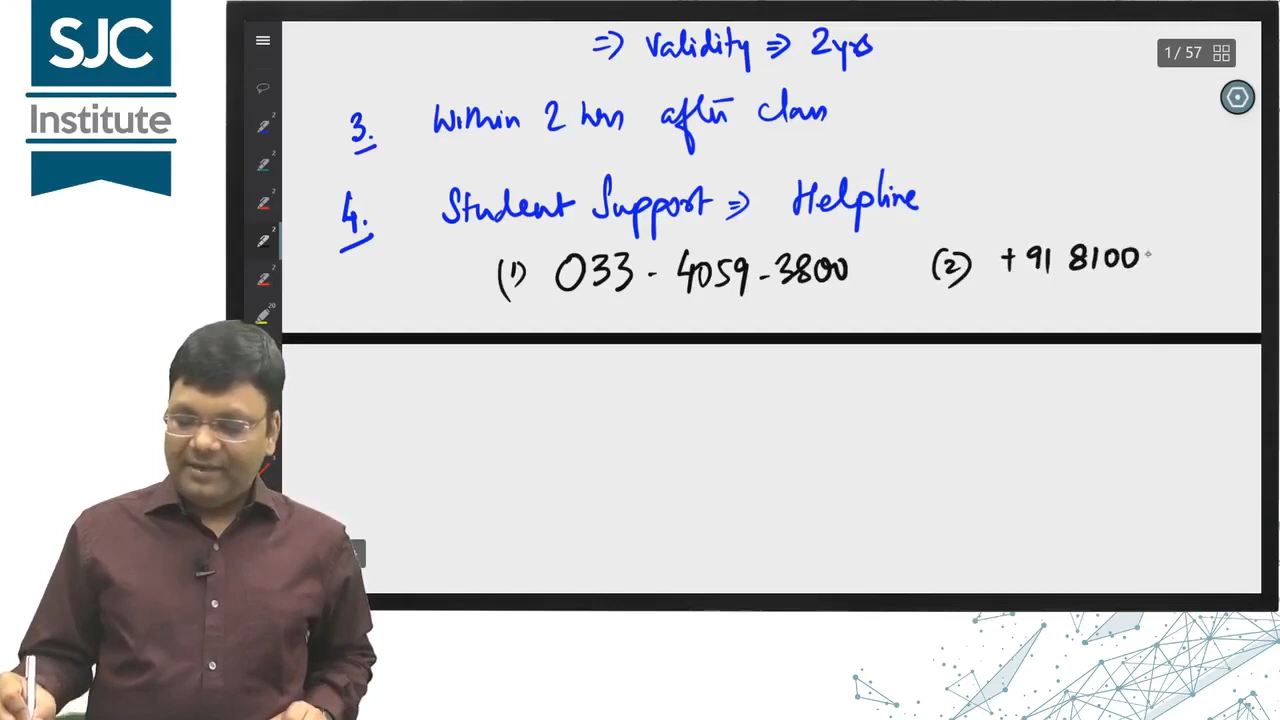 SJC
Institute
1 / 57
=> Validity => 2yrs
3. Within 2 hrs after class
4. Student Support => Helpline
(1) 033 - 4059 - 3800 (2) +91 8100